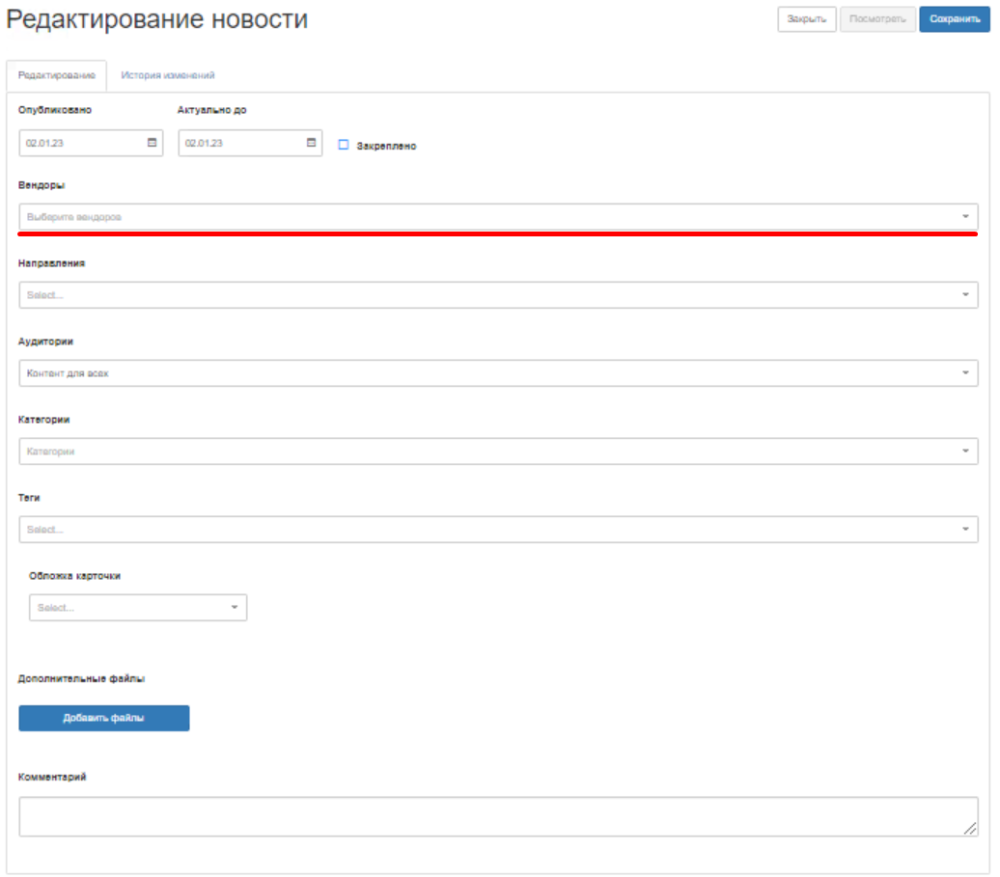 Редактирование новости
Закрыть Посмотреть Сохранить
Редактирование История изменений
Опубликовано Актуально до
02.01.23 02.01.23 Закреплено
Вендоры
Выберите вендоров
Направления
Select...
Аудитории
Контент для всех
Категории
Категории
Теги
Select...
Обложка карточки
Select...
Дополнительные файлы
Добавить файлы
Комментарий